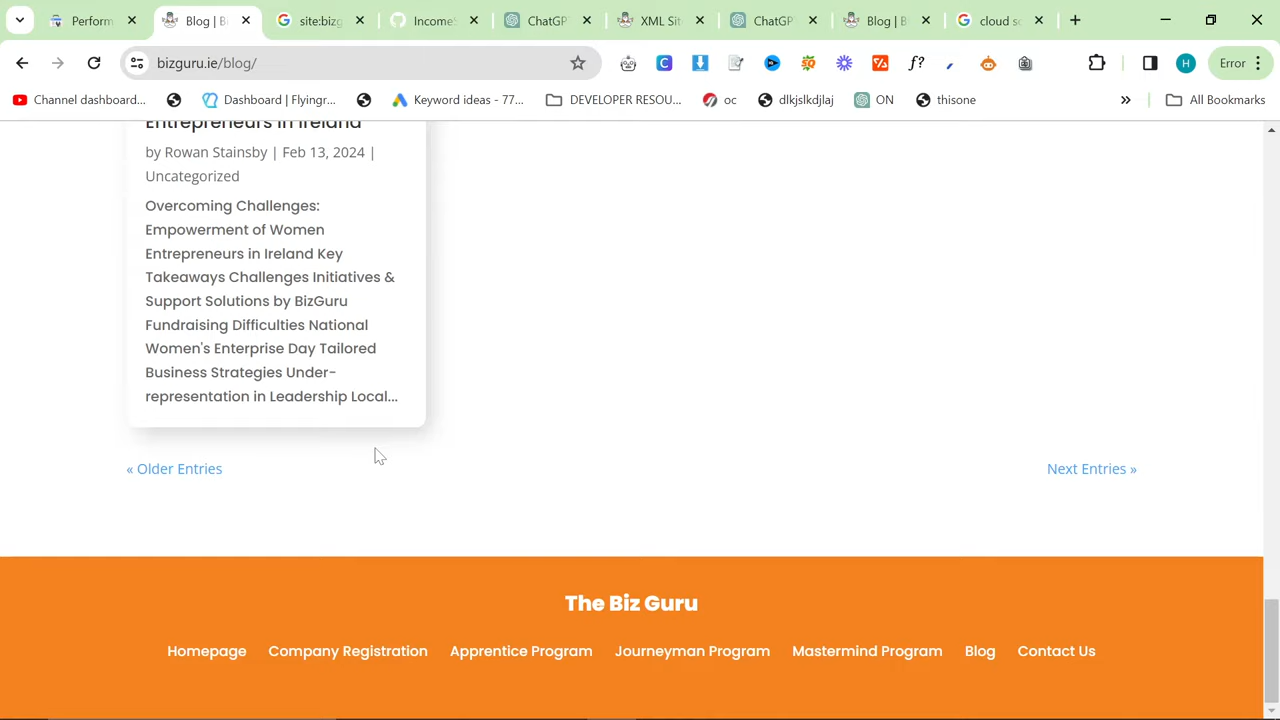 Perform
Blog | B
site:bizg
Income
ChatGP
XML Sit
ChatGP
Blog | B
cloud s
bizguru.ie/blog/
Error
Channel dashboard...
Dashboard | Flyingr...
Keyword ideas - 77...
DEVELOPER RESOU...
oc
dlkjslkdjlaj
ON
thisone
All Bookmarks
Entrepreneurs in Ireland
by Rowan Stainsby | Feb 13, 2024 |
Uncategorized
Overcoming Challenges:
Empowerment of Women
Entrepreneurs in Ireland Key
Takeaways Challenges Initiatives &
Support Solutions by BizGuru
Fundraising Difficulties National
Women's Enterprise Day Tailored
Business Strategies Under-
representation in Leadership Local...
« Older Entries
Next Entries »
The Biz Guru
Homepage Company Registration Apprentice Program Journeyman Program Mastermind Program Blog Contact Us